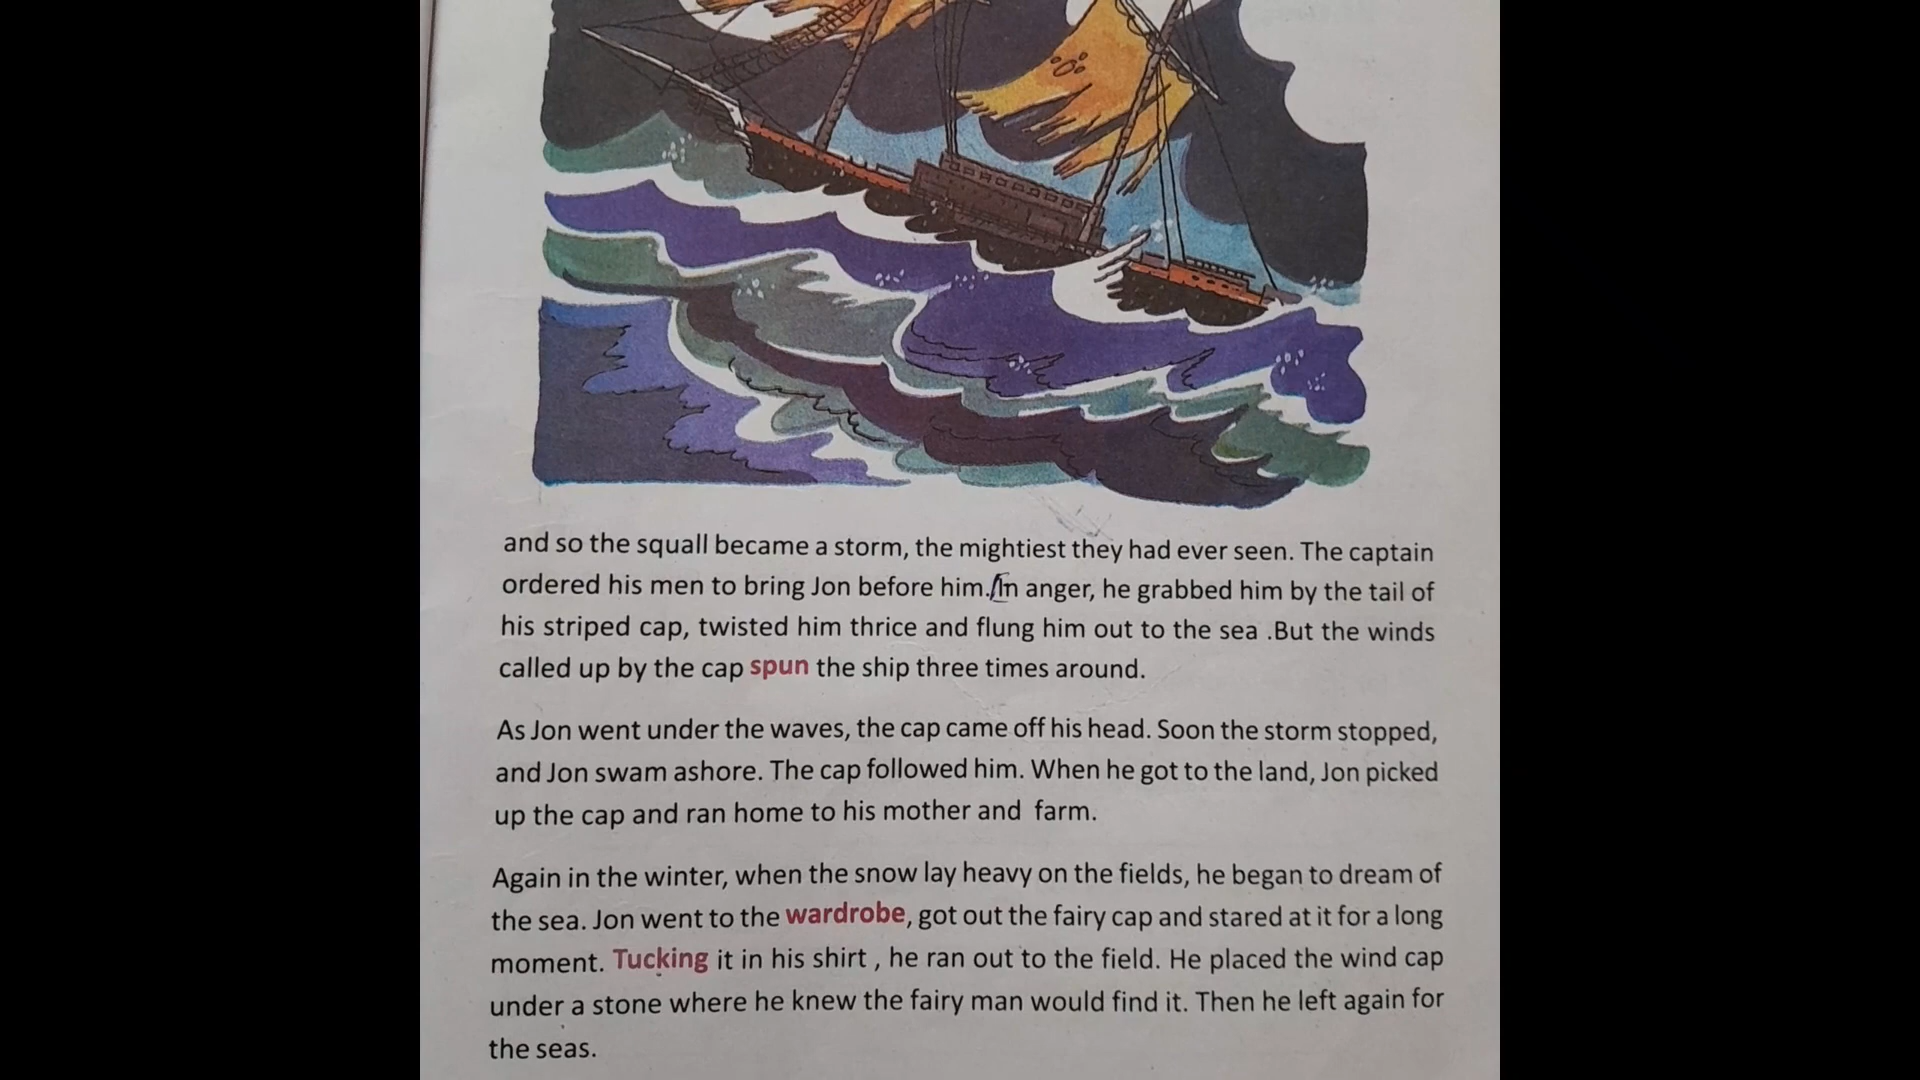 and so the squall became a storm, the mightiest they had ever seen. The captain
ordered his men to bring Jon before him. In anger, he grabbed him by the tail of
his striped cap, twisted him thrice and flung him out to the sea .But the winds
called up by the cap spun the ship three times around.
As Jon went under the waves, the cap came off his head. Soon the storm stopped,
and Jon swam ashore. The cap followed him. When he got to the land, Jon picked
up the cap and ran home to his mother and farm.
Again in the winter, when the snow lay heavy on the fields, he began to dream of
the sea. Jon went to the wardrobe, got out the fairy cap and stared at it for a long
moment. Tucking it in his shirt , he ran out to the field. He placed the wind cap
under a stone where he knew the fairy man would find it. Then he left again for
the seas.